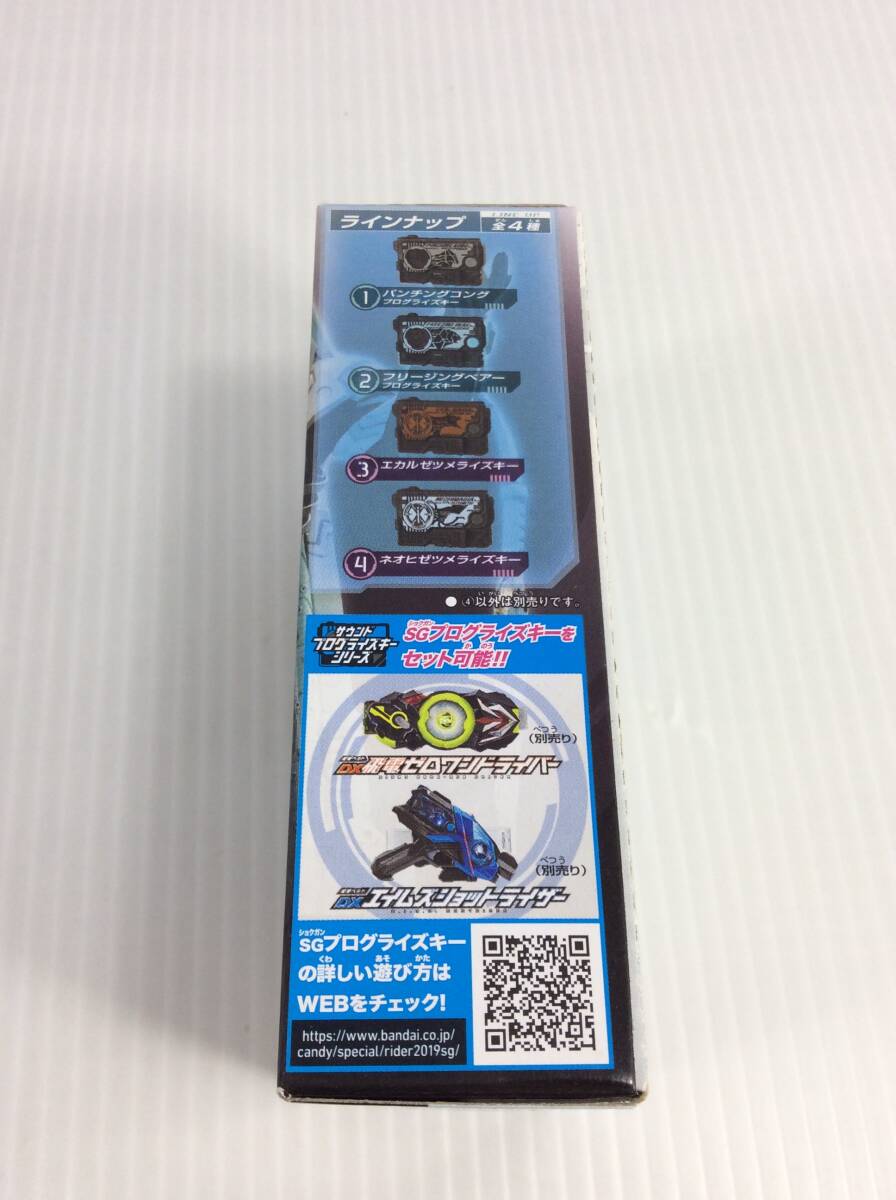 ラインナップ
LINE UP
全4種
1 パンチングコング
プログライズキー
2 フリージングベアー
プログライズキー
3 エカルゼツメライズキー
4 ネオヒゼツメライズキー
●④以外は別売りです。
サウンド
プログライズキー
シリーズ
SGプログライズキーを
セット可能!!
(別売り)
DX飛電ゼロワンドライバー
(別売り)
DXエイムズショットライザー
SGプログライズキー
の詳しい遊び方は
WEBをチェック!
https://www.bandai.co.jp/
candy/special/rider2019sg/